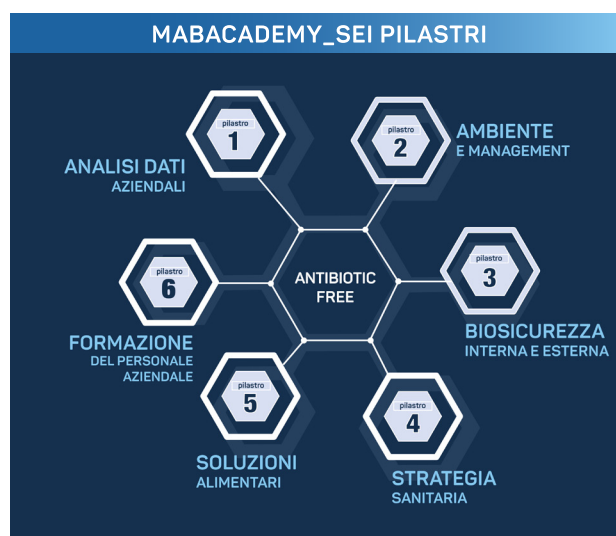 MABACADEMY_SEI PILASTRI
pilastro
1
ANALISI DATI
AZIENDALI
pilastro
2
AMBIENTE
E MANAGEMENT
pilastro
3
BIOSICUREZZA
INTERNA E ESTERNA
pilastro
4
STRATEGIA
SANITARIA
pilastro
5
SOLUZIONI
ALIMENTARI
pilastro
6
FORMAZIONE
DEL PERSONALE
AZIENDALE
ANTIBIOTIC
FREE